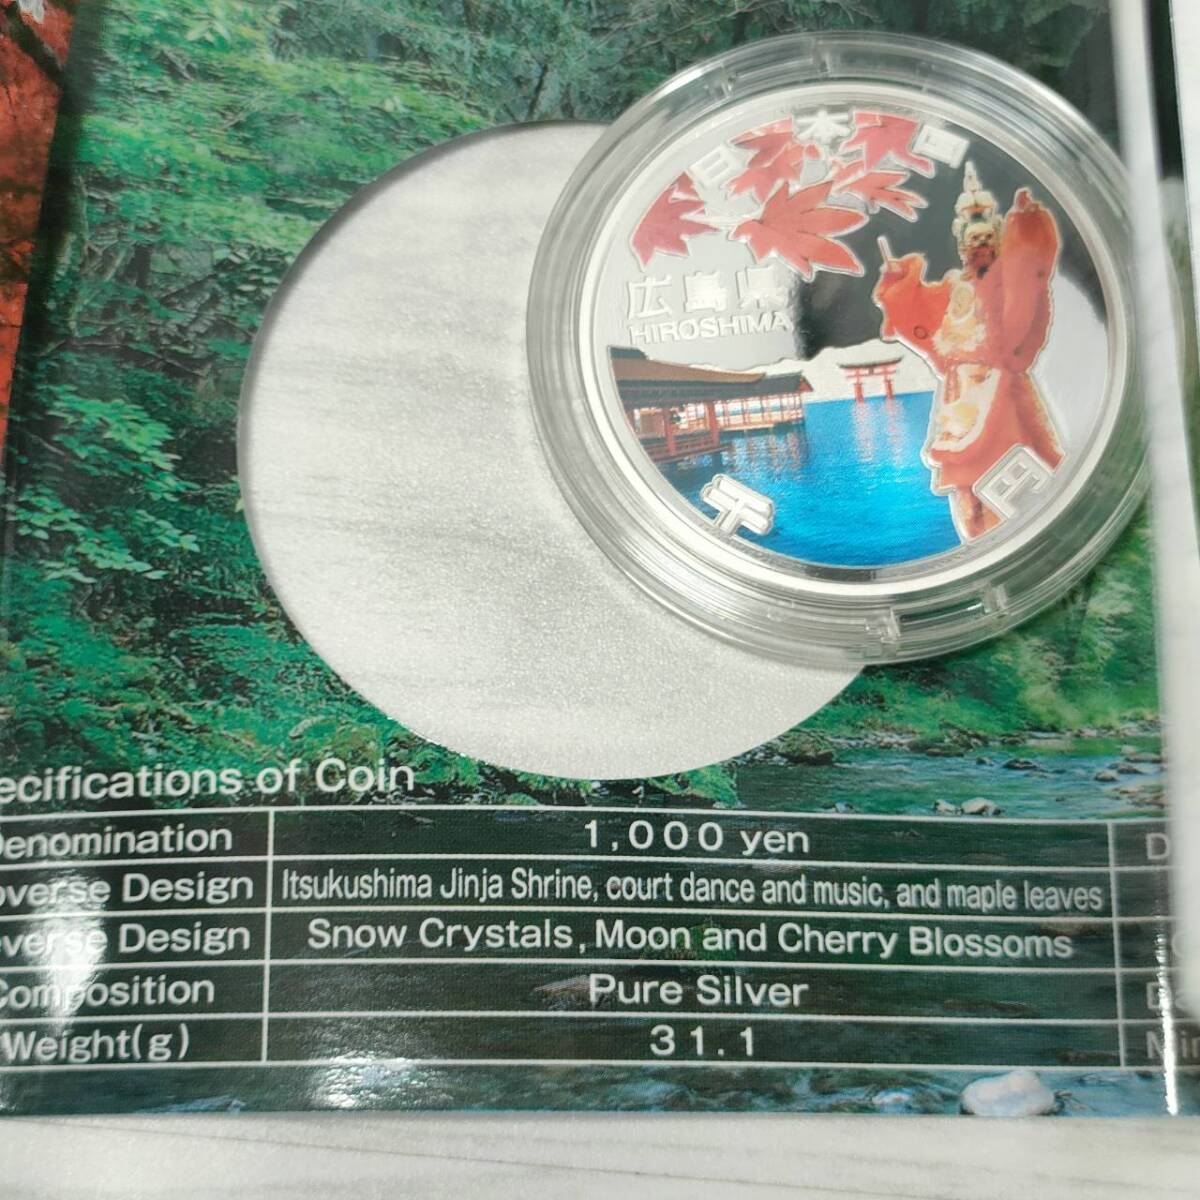 日本国
広島県
HIROSHIMA
千円
ecifications of Coin
Denomination 1,000 yen D
overse Design Itsukushima Jinja Shrine, court dance and music, and maple leaves
everse Design Snow Crystals, Moon and Cherry Blossoms
Composition Pure Silver
Weight(g) 31.1 Min